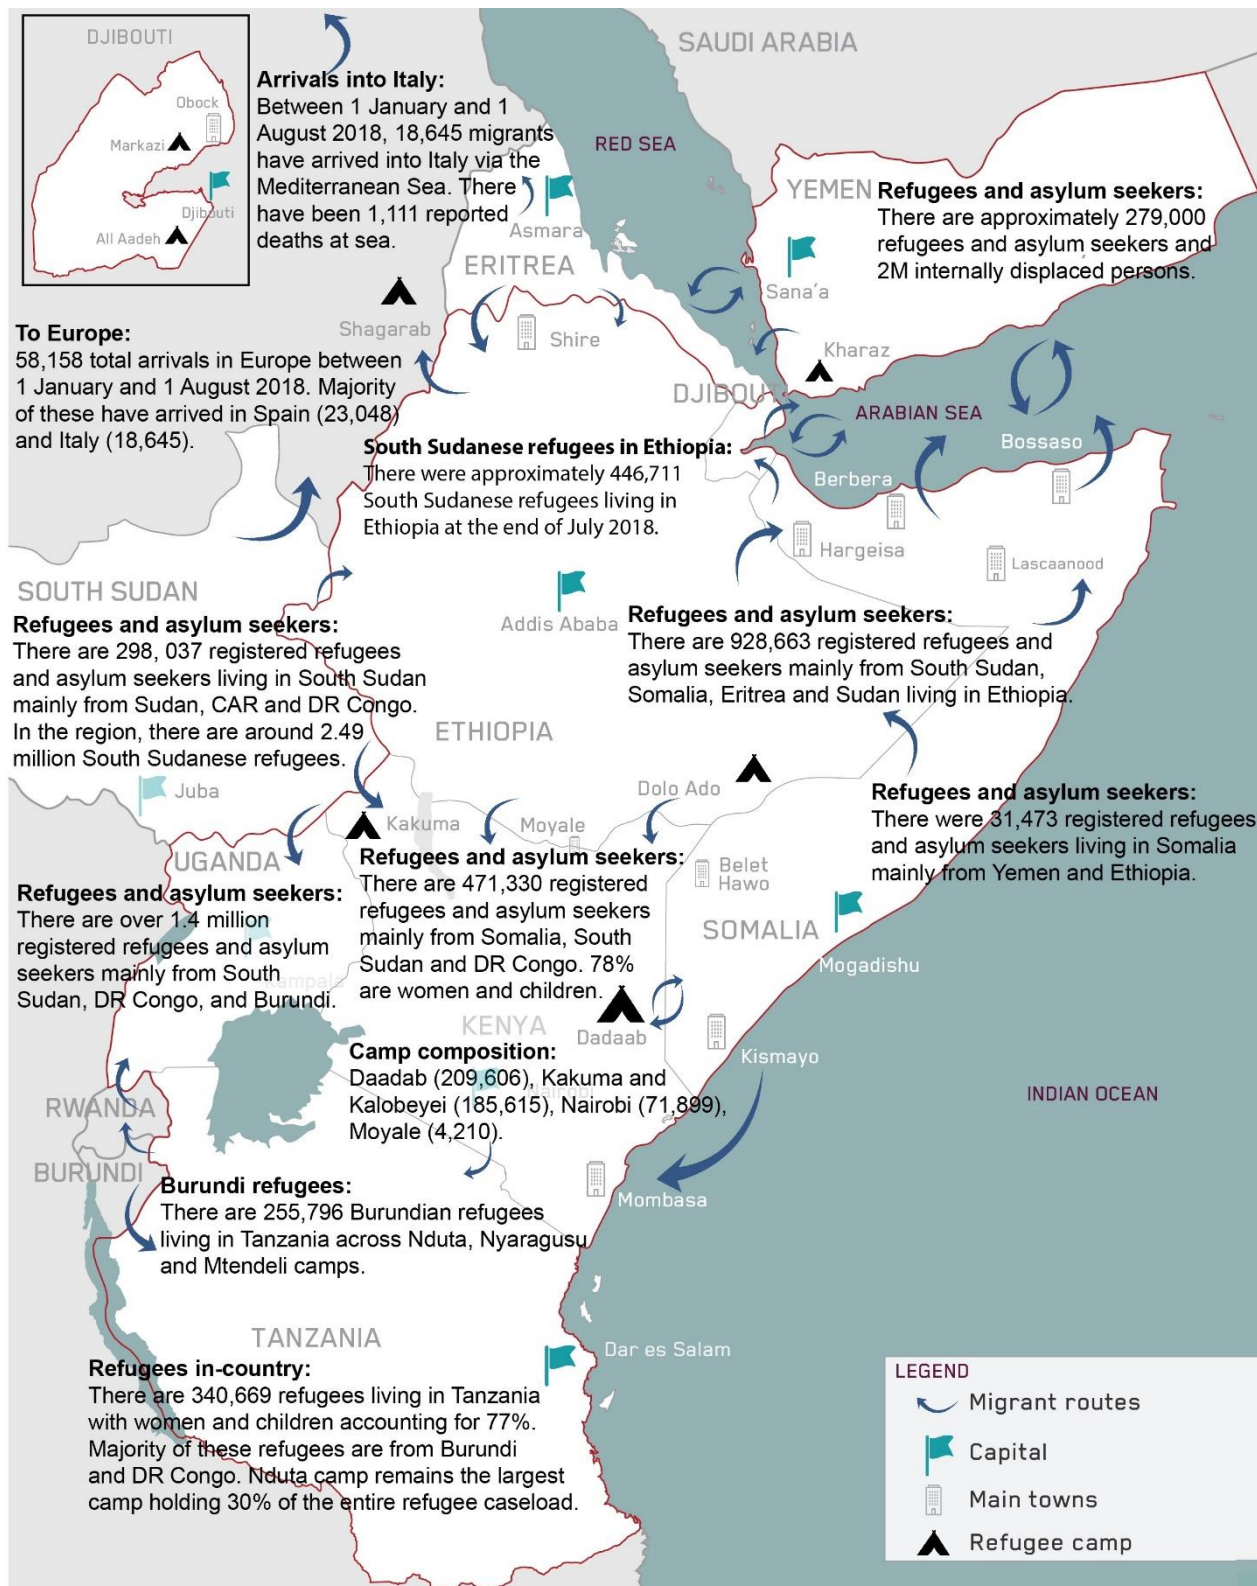 DJIBOUTI
Obock
Markazi
Djibouti
All Aadeh
Arrivals into Italy:
Between 1 January and 1
August 2018, 18,645 migrants
have arrived into Italy via the
Mediterranean Sea. There
have been 1,111 reported
deaths at sea.
SAUDI ARABIA
RED SEA
YEMEN
Refugees and asylum seekers:
There are approximately 279,000
refugees and asylum seekers and
2M internally displaced persons.
Asmara
ERITREA
Sana'a
Shagarab
Shire
Kharaz
To Europe:
58,158 total arrivals in Europe between
1 January and 1 August 2018. Majority
of these have arrived in Spain (23,048)
and Italy (18,645).
DJIBOUTI
ARABIAN SEA
Bossaso
Berbera
South Sudanese refugees in Ethiopia:
There were approximately 446,711
South Sudanese refugees living in
Ethiopia at the end of July 2018.
Hargeisa
Lascaanood
SOUTH SUDAN
Refugees and asylum seekers:
There are 298, 037 registered refugees
and asylum seekers living in South Sudan
mainly from Sudan, CAR and DR Congo.
In the region, there are around 2.49
million South Sudanese refugees.
Addis Ababa
Refugees and asylum seekers:
There are 928,663 registered refugees and
asylum seekers mainly from South Sudan,
Somalia, Eritrea and Sudan living in Ethiopia.
ETHIOPIA
Juba
Dolo Ado
Kakuma
Moyale
Refugees and asylum seekers:
There were 31,473 registered refugees
and asylum seekers living in Somalia
mainly from Yemen and Ethiopia.
UGANDA
Refugees and asylum seekers:
There are over 1.4 million
registered refugees and asylum
seekers mainly from South
Sudan, DR Congo, and Burundi.
Kampala
Refugees and asylum seekers:
There are 471,330 registered
refugees and asylum seekers
mainly from Somalia, South
Sudan and DR Congo. 78%
are women and children.
Belet
Hawo
SOMALIA
Mogadishu
KENYA
Dadaab
Kismayo
Camp composition:
Daadab (209,606), Kakuma and
Kalobeyei (185,615), Nairobi (71,899),
Moyale (4,210).
Nairobi
INDIAN OCEAN
RWANDA
BURUNDI
Burundi refugees:
There are 255,796 Burundian refugees
living in Tanzania across Nduta, Nyaragusu
and Mtendeli camps.
Mombasa
TANZANIA
Dar es Salam
Refugees in-country:
There are 340,669 refugees living in Tanzania
with women and children accounting for 77%.
Majority of these refugees are from Burundi
and DR Congo. Nduta camp remains the largest
camp holding 30% of the entire refugee caseload.
LEGEND
Migrant routes
Capital
Main towns
Refugee camp